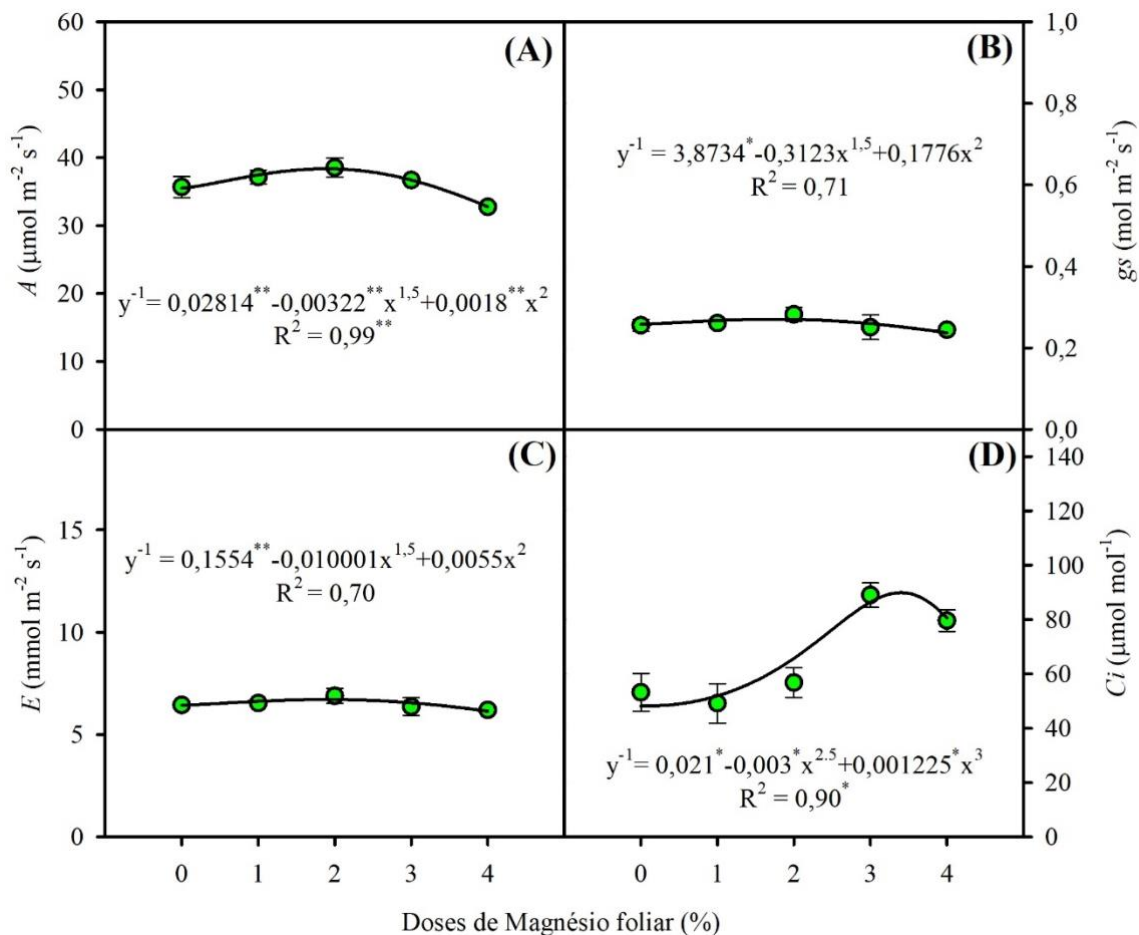 60
50
40
30
20
10
0
A (µmol m⁻² s⁻¹)
(A)
y⁻¹= 0,02814**-0,00322**x¹,⁵+0,0018**x²
R² = 0,99**
(B)
y⁻¹ = 3,8734*-0,3123x¹,⁵+0,1776x²
R² = 0,71
1,0
0,8
0,6
0,4
0,2
0,0
gs (mol m⁻² s⁻¹)
15
10
5
0
E (mmol m⁻² s⁻¹)
(C)
y⁻¹ = 0,1554**-0,010001x¹,⁵+0,0055x²
R² = 0,70
(D)
y⁻¹= 0,021*-0,003*x²·⁵+0,001225*x³
R² = 0,90*
140
120
100
80
60
40
20
0
Ci (µmol mol⁻¹)
0 1 2 3 4
0 1 2 3 4
Doses de Magnésio foliar (%)